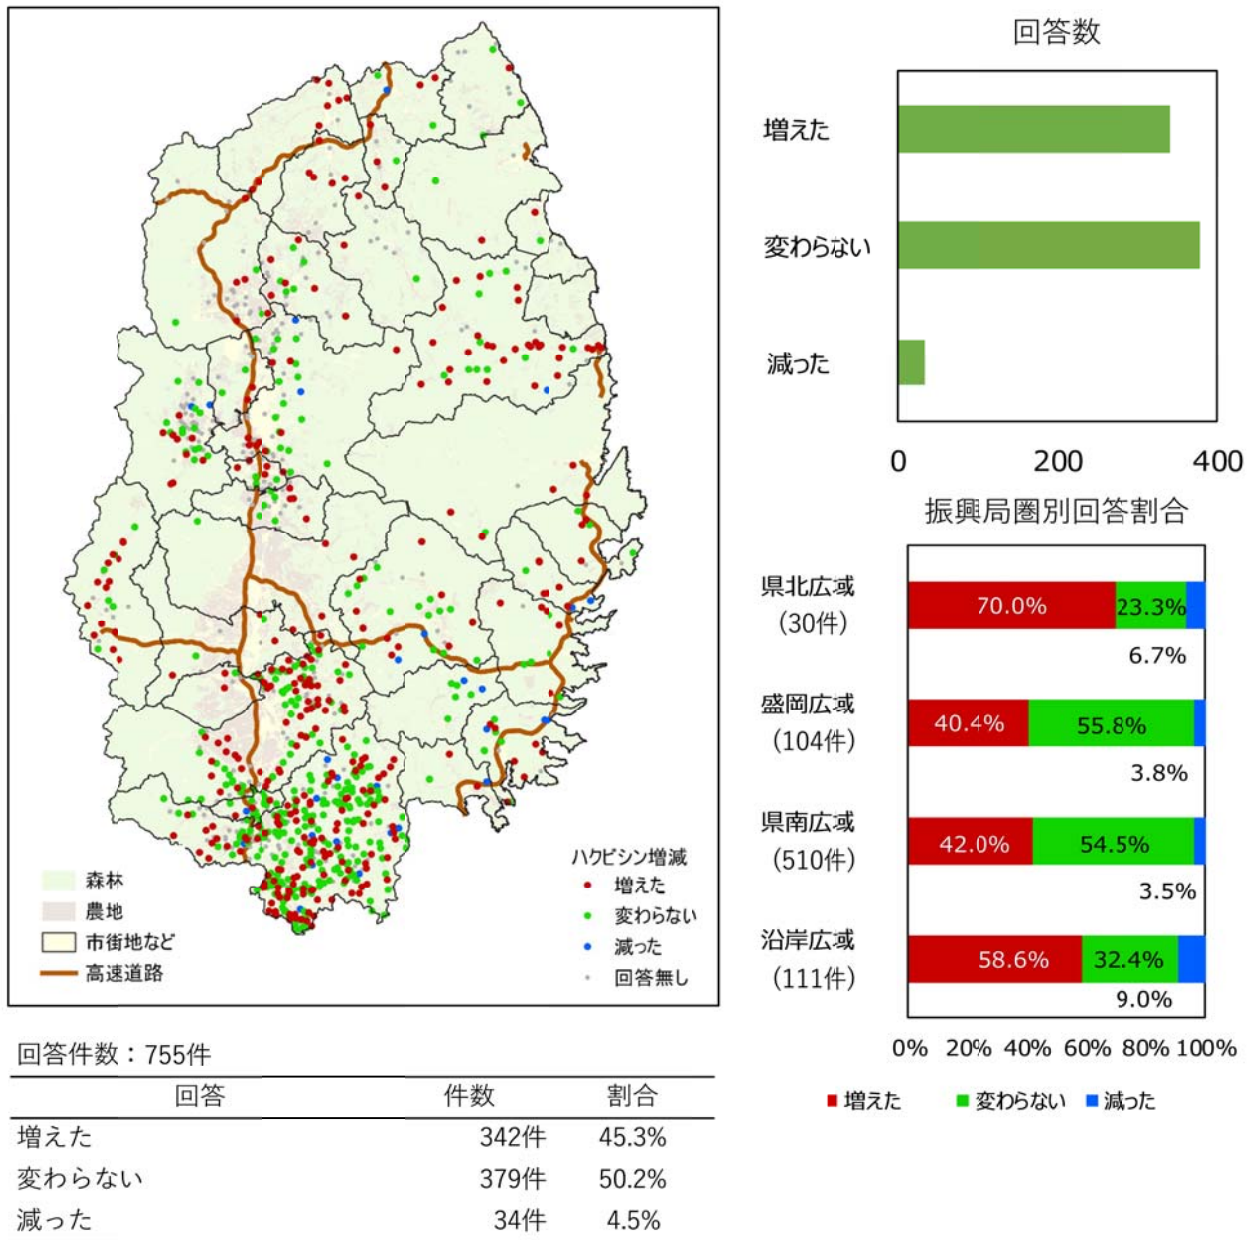 森林
農地
市街地など
高速道路
ハクビシン増減
増えた
変わらない
減った
回答無し
回答数
増えた
変わらない
減った
0 200 400
振興局圏別回答割合
県北広域
(30件)
70.0% 23.3%
6.7%
盛岡広域
(104件)
40.4% 55.8%
3.8%
県南広域
(510件)
42.0% 54.5%
3.5%
沿岸広域
(111件)
58.6% 32.4%
9.0%
0% 20% 40% 60% 80% 100%
増えた 変わらない 減った
回答件数：755件
回答 件数 割合
増えた 342件 45.3%
変わらない 379件 50.2%
減った 34件 4.5%